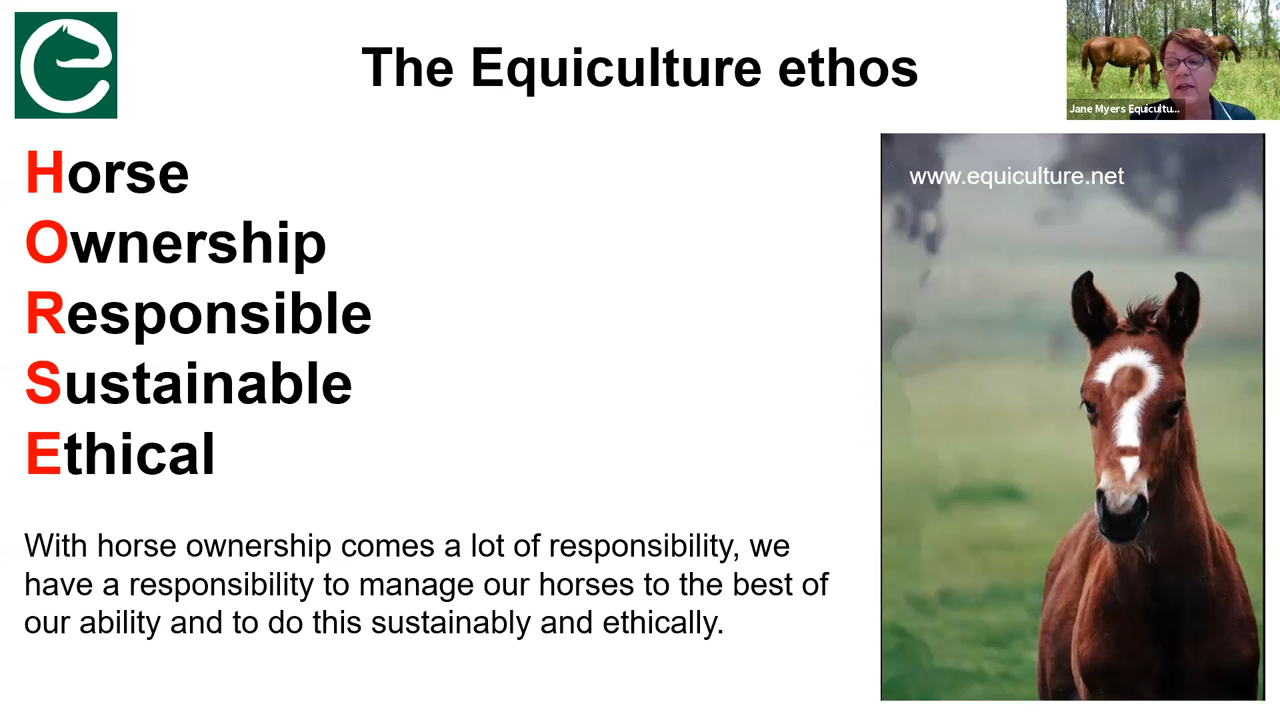 The Equiculture ethos
Jane Myers Equicultu...
www.equiculture.net
Horse
Ownership
Responsible
Sustainable
Ethical
With horse ownership comes a lot of responsibility, we
have a responsibility to manage our horses to the best of
our ability and to do this sustainably and ethically.